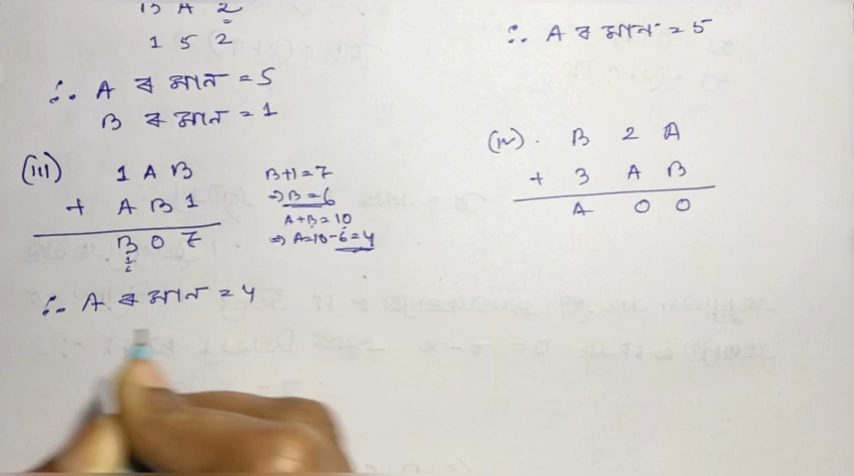 B A 2
1 5 2
∴ A ৰ মান = 5
B ৰ মান = 1
(iii) 1 A B
+ A B 1
B 0 7
B+1=7
⇒ B=6
A+B=10
⇒ A=10-6=4
∴ A ৰ মান = 4
∴ A ৰ মান = 5
(iv). B 2 A
+ 3 A B
A 0 0